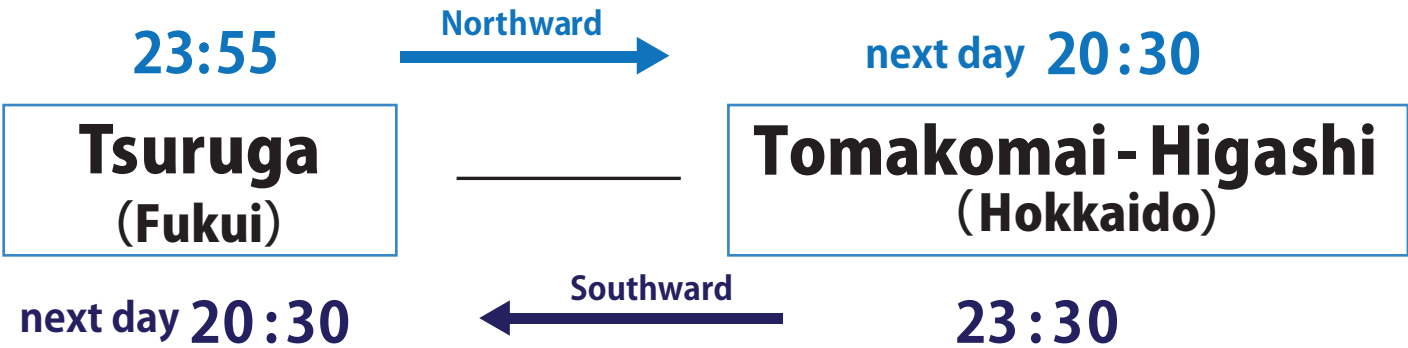 Northward
23:55
next day 20:30
Tsuruga
(Fukui)
Tomakomai-Higashi
(Hokkaido)
Southward
next day 20:30
23:30